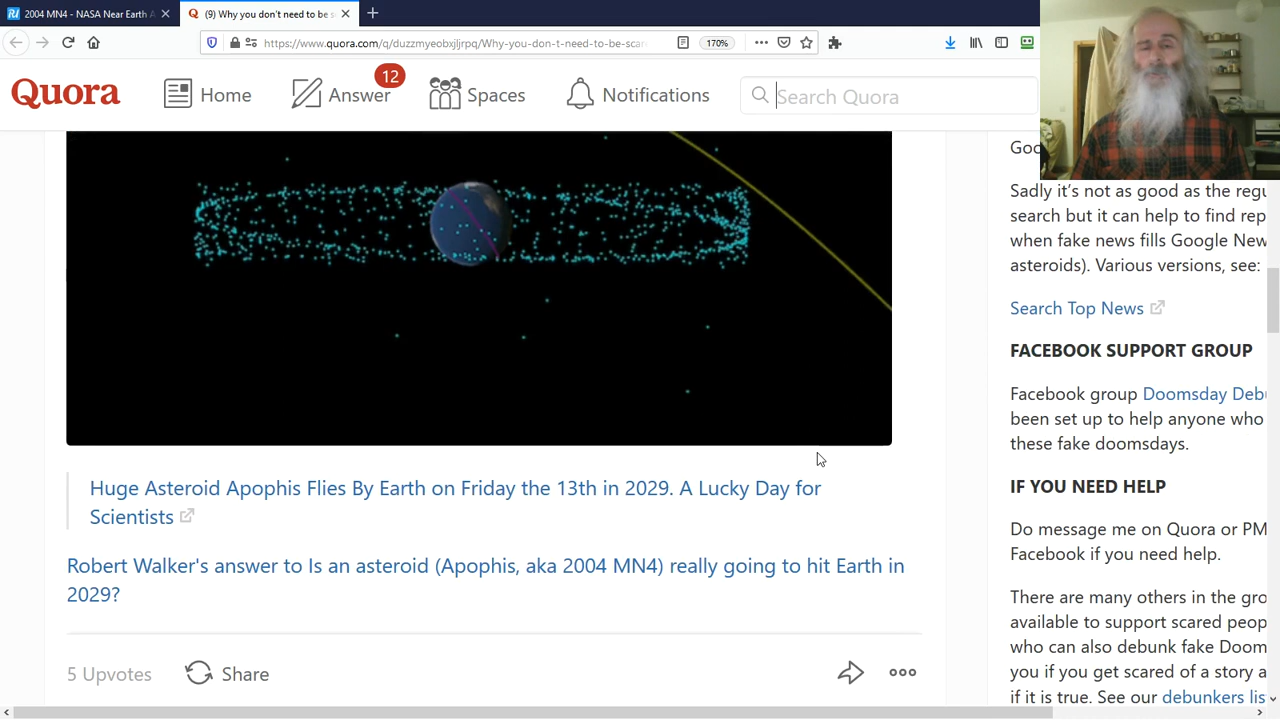 2004 MN4 - NASA Near Earth A
(9) Why you don't need to be s
https://www.quora.com/q/duzzmyeobxjljrpq/Why-you-don-t-need-to-be-scar
170%
Quora
Home
Answer
12
Spaces
Notifications
Search Quora
Goo
Sadly it's not as good as the regu
search but it can help to find rep
when fake news fills Google New
asteroids). Various versions, see:
Search Top News
FACEBOOK SUPPORT GROUP
Facebook group Doomsday Debu
been set up to help anyone who
these fake doomsdays.
IF YOU NEED HELP
Do message me on Quora or PM
Facebook if you need help.
There are many others in the gro
available to support scared peop
who can also debunk fake Doom
you if you get scared of a story a
if it is true. See our debunkers lis
Huge Asteroid Apophis Flies By Earth on Friday the 13th in 2029. A Lucky Day for
Scientists
Robert Walker's answer to Is an asteroid (Apophis, aka 2004 MN4) really going to hit Earth in
2029?
5 Upvotes
Share